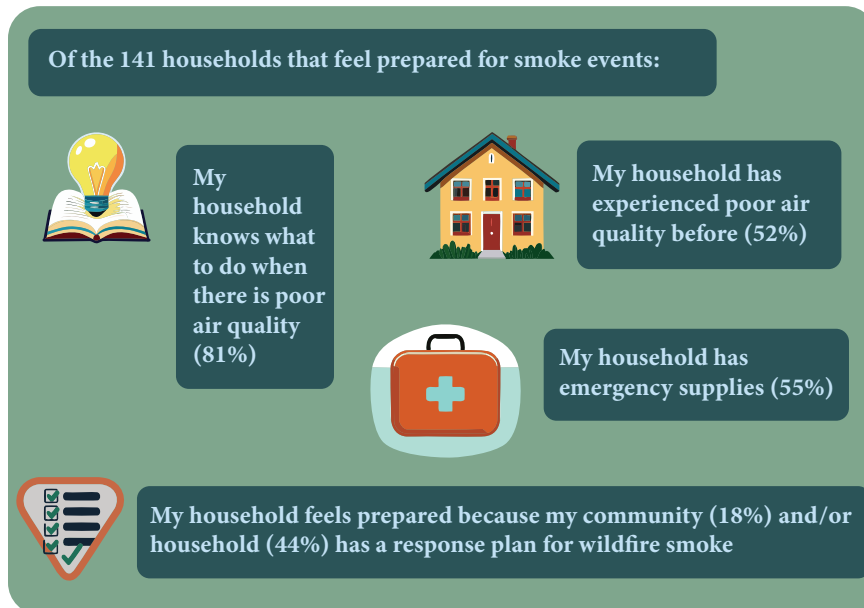 Of the 141 households that feel prepared for smoke events:
My
household
knows what
to do when
there is poor
air quality
(81%)
My household has
experienced poor air
quality before (52%)
My household has
emergency supplies (55%)
My household feels prepared because my community (18%) and/or
household (44%) has a response plan for wildfire smoke